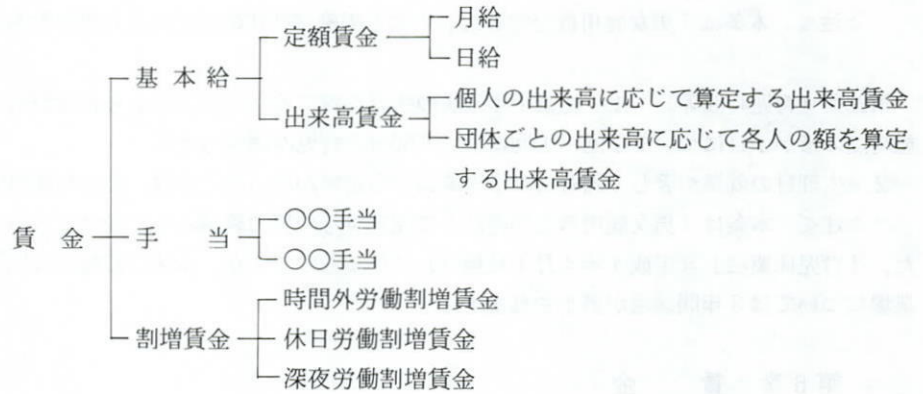 月給
定額賃金
日給
基本給
個人の出来高に応じて算定する出来高賃金
出来高賃金
団体ごとの出来高に応じて各人の額を算定
する出来高賃金
○○手当
賃金 手当
○○手当
時間外労働割増賃金
割増賃金 休日労働割増賃金
深夜労働割増賃金